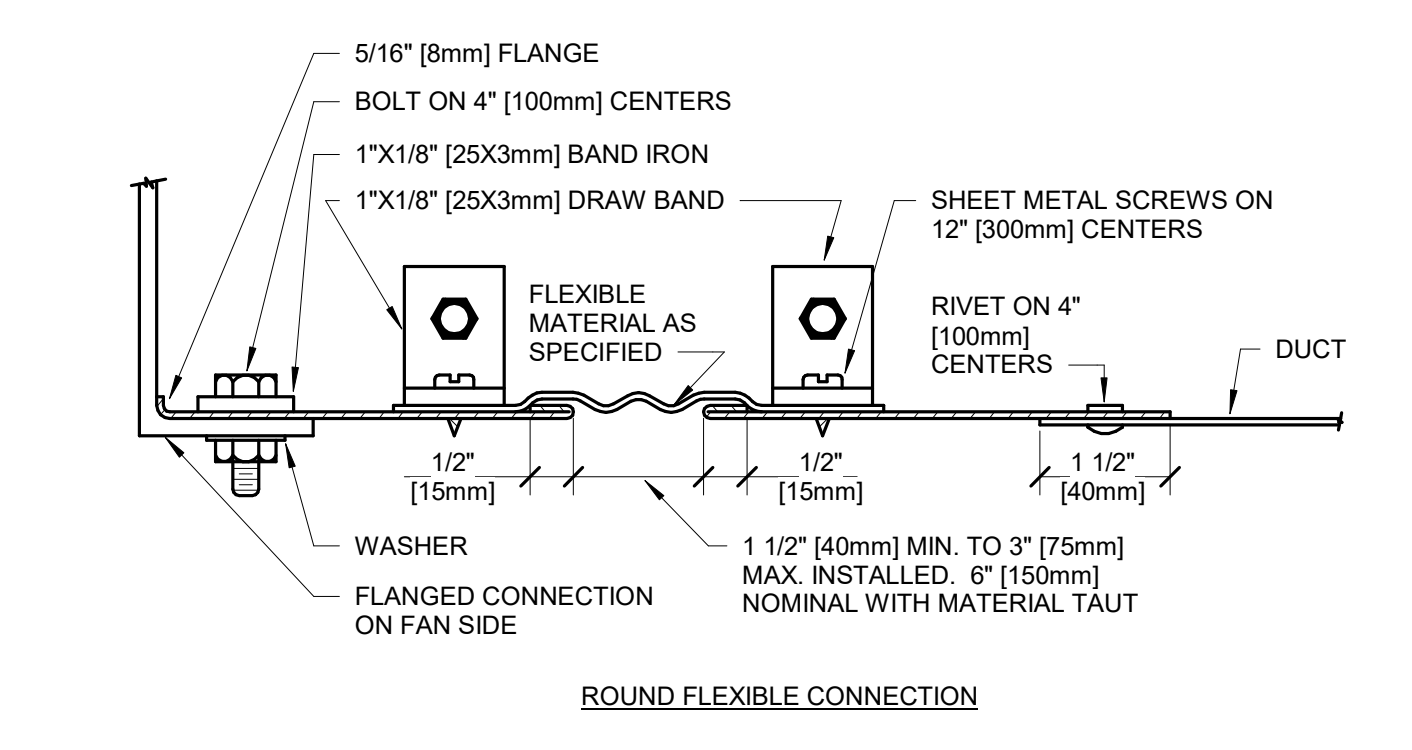 5/16" [8mm] FLANGE
BOLT ON 4" [100mm] CENTERS
1"X1/8" [25X3mm] BAND IRON
1"X1/8" [25X3mm] DRAW BAND
SHEET METAL SCREWS ON
12" [300mm] CENTERS
FLEXIBLE
MATERIAL AS
SPECIFIED
RIVET ON 4"
[100mm]
CENTERS
DUCT
1/2"
[15mm]
1/2"
[15mm]
1 1/2"
[40mm]
WASHER
FLANGED CONNECTION
ON FAN SIDE
1 1/2" [40mm] MIN. TO 3" [75mm]
MAX. INSTALLED.  6" [150mm]
NOMINAL WITH MATERIAL TAUT
ROUND FLEXIBLE CONNECTION